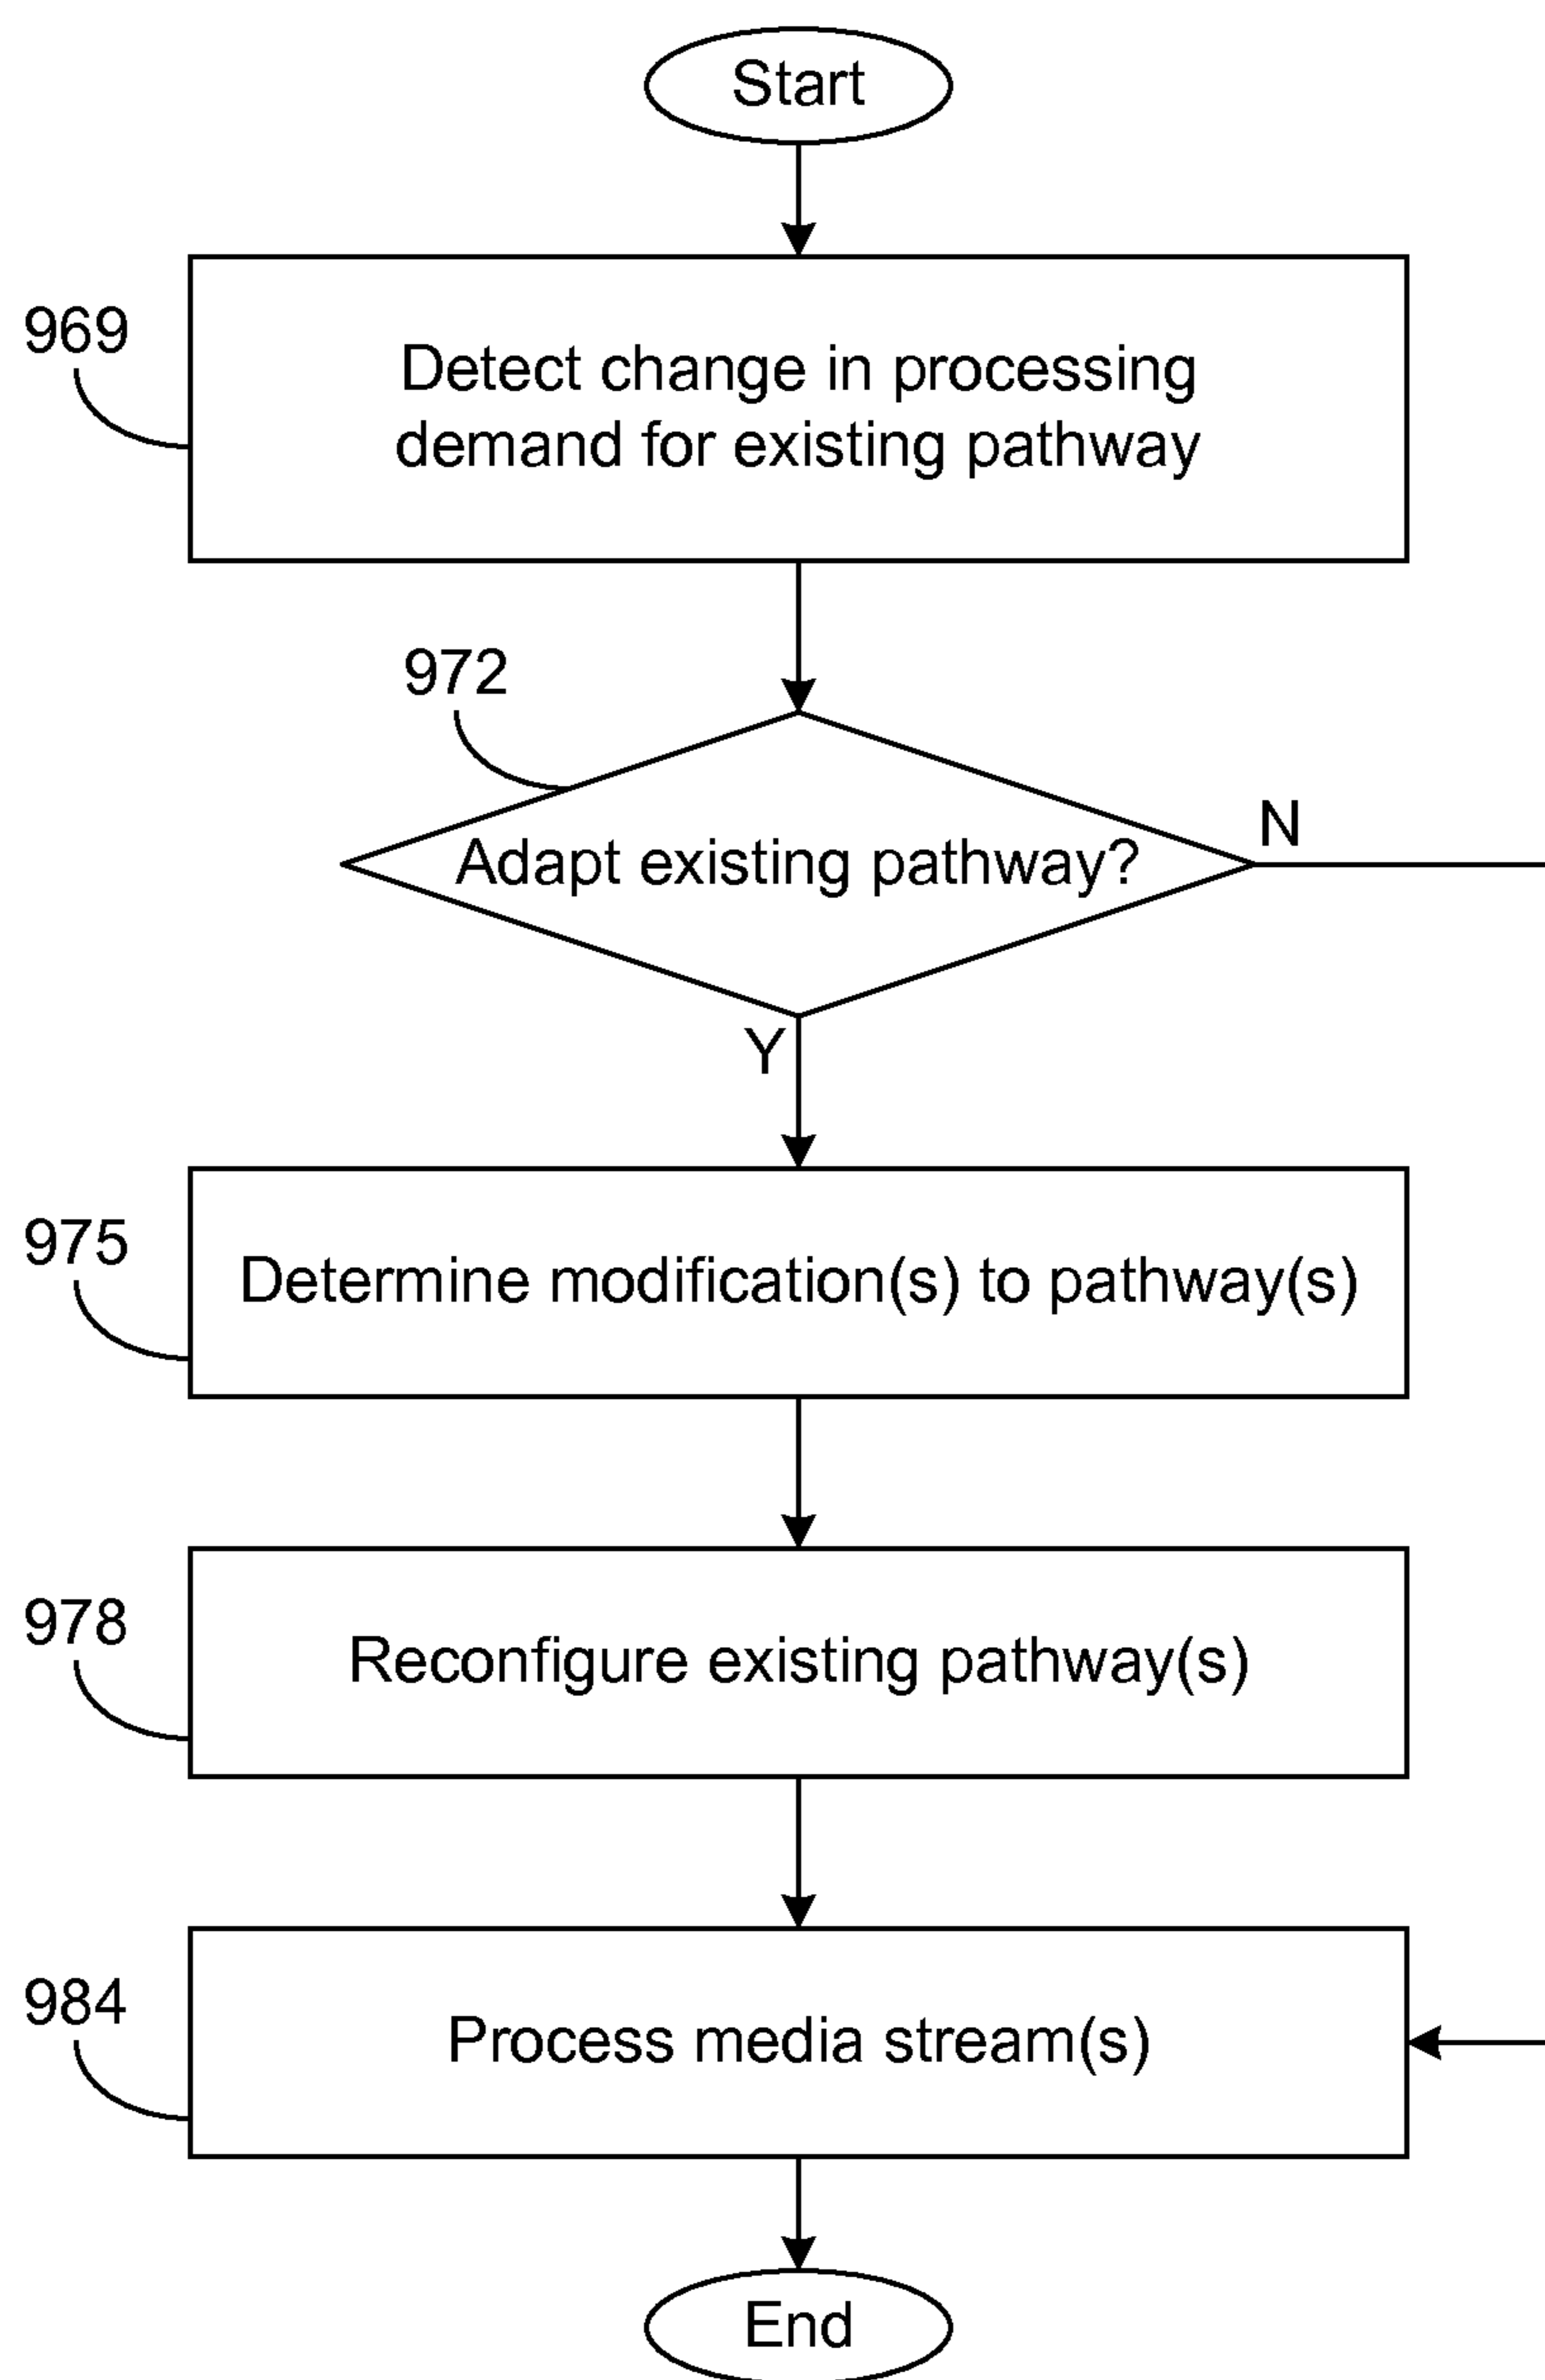 Start
969
Detect change in processing
demand for existing pathway
972
Adapt existing pathway?
N
Y
975
Determine modification(s) to pathway(s)
978
Reconfigure existing pathway(s)
984
Process media stream(s)
End